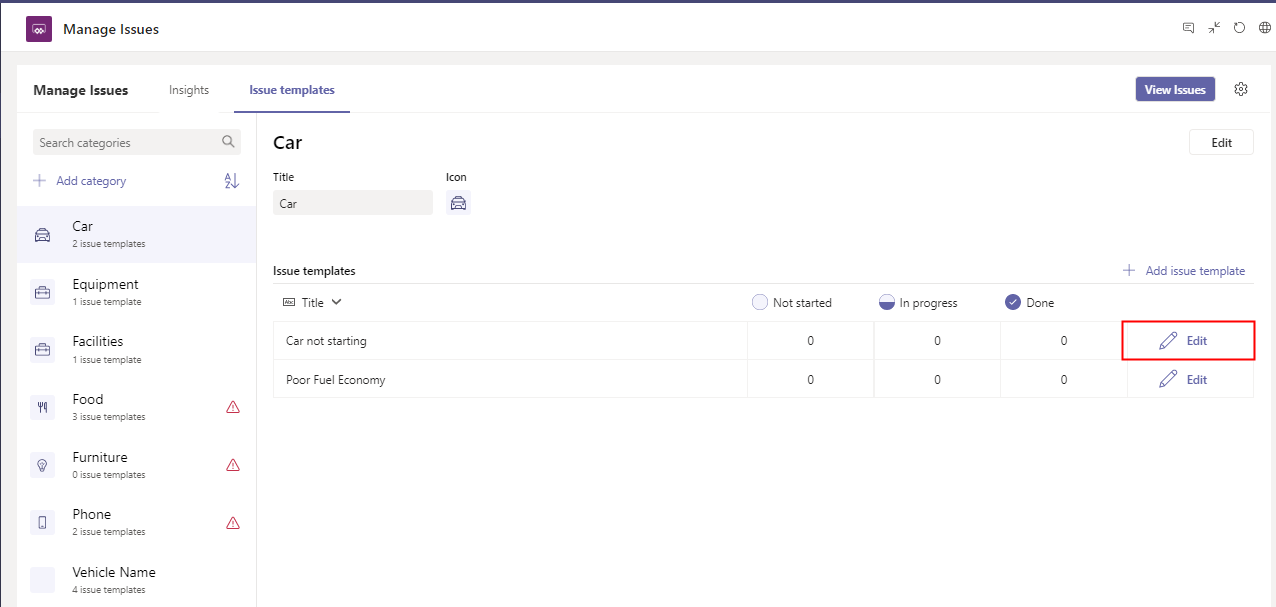 Manage Issues
Manage Issues Insights Issue templates View Issues
Search categories
Add category
Car
2 issue templates
Equipment
1 issue template
Facilities
1 issue template
Food
3 issue templates
Furniture
0 issue templates
Phone
2 issue templates
Vehicle Name
4 issue templates
Car Edit
Title Icon
Car
Issue templates Add issue template
Abc Title Not started In progress Done
Car not starting 0 0 0 Edit
Poor Fuel Economy 0 0 0 Edit